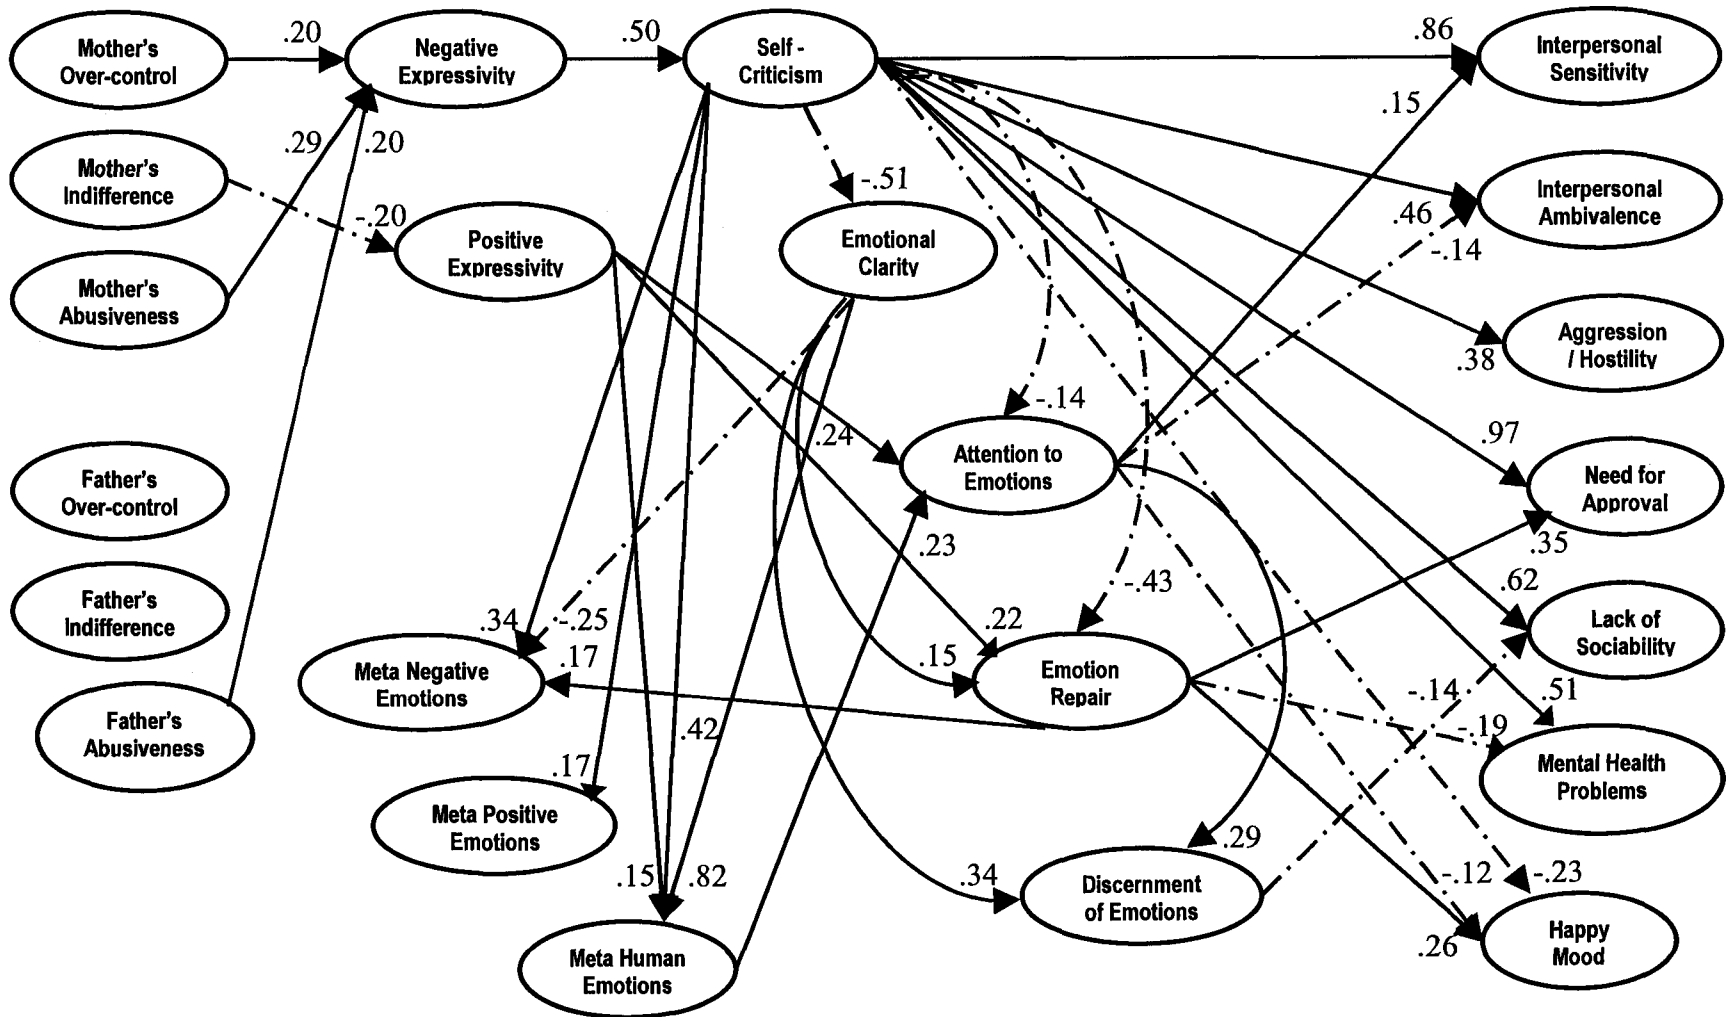 Mother's
Over-control
.20
Negative
Expressivity
.50
Self -
Criticism
.86
Interpersonal
Sensitivity
.15
.29
.20
Mother's
Indifference
-.20
Positive
Expressivity
-.51
Emotional
Clarity
.46
-.14
Interpersonal
Ambivalence
Mother's
Abusiveness
.38
Aggression
/ Hostility
-.14
.24
Attention to
Emotions
.97
Need for
Approval
.35
Father's
Over-control
.23
-.43
.62
Lack of
Sociability
Father's
Indifference
.34
-.25
.17
.22
.15
Emotion
Repair
Meta Negative
Emotions
-.14
.51
-.19
Mental Health
Problems
Father's
Abusiveness
.42
.17
Meta Positive
Emotions
.15
.82
.34
.29
Discernment
of Emotions
-.12
-.23
.26
Happy
Mood
Meta Human
Emotions